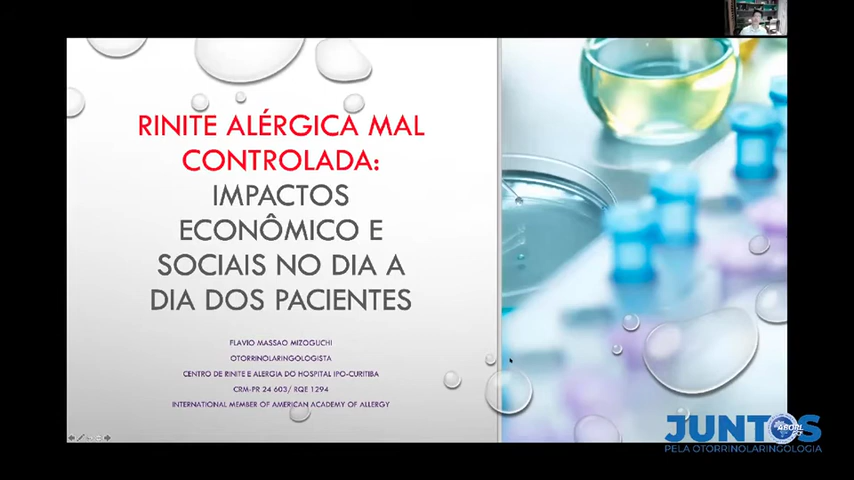 RINITE ALÉRGICA MAL
CONTROLADA:
IMPACTOS
ECONÔMICO E
SOCIAIS NO DIA A
DIA DOS PACIENTES
FLAVIO MASSAO MIZOGUCHI
OTORRINOLARINGOLOGISTA
CENTRO DE RINITE E ALERGIA DO HOSPITAL IPO-CURITIBA
CRM-PR 24 603/ RQE 1294
INTERNATIONAL MEMBER OF AMERICAN ACADEMY OF ALLERGY
JUNTOS
PELA OTORRINOLARINGOLOGIA